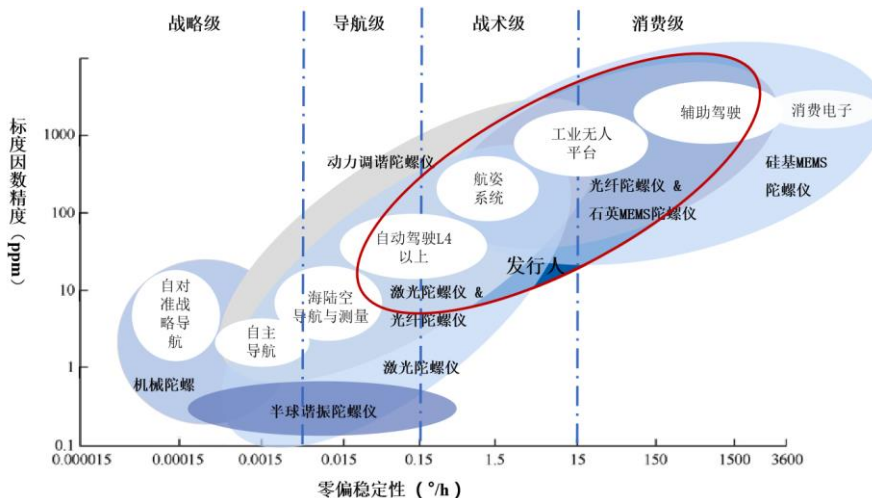 战略级
导航级
战术级
消费级
标度因数精度（ppm）
1000
100
10
1
0.1
辅助驾驶
消费电子
工业无人
平台
动力调谐陀螺仪
硅基MEMS
陀螺仪
航姿
系统
光纤陀螺仪 &
石英MEMS陀螺仪
自动驾驶L4
以上
发行人
自对
准战
略导
航
海陆空
导航与测量
激光陀螺仪 &
光纤陀螺仪
自主
导航
激光陀螺仪
机械陀螺
半球谐振陀螺仪
0.000015
0.00015
0.0015
0.015
0.15
1.5
15
150
1500
3600
零偏稳定性（°/h）